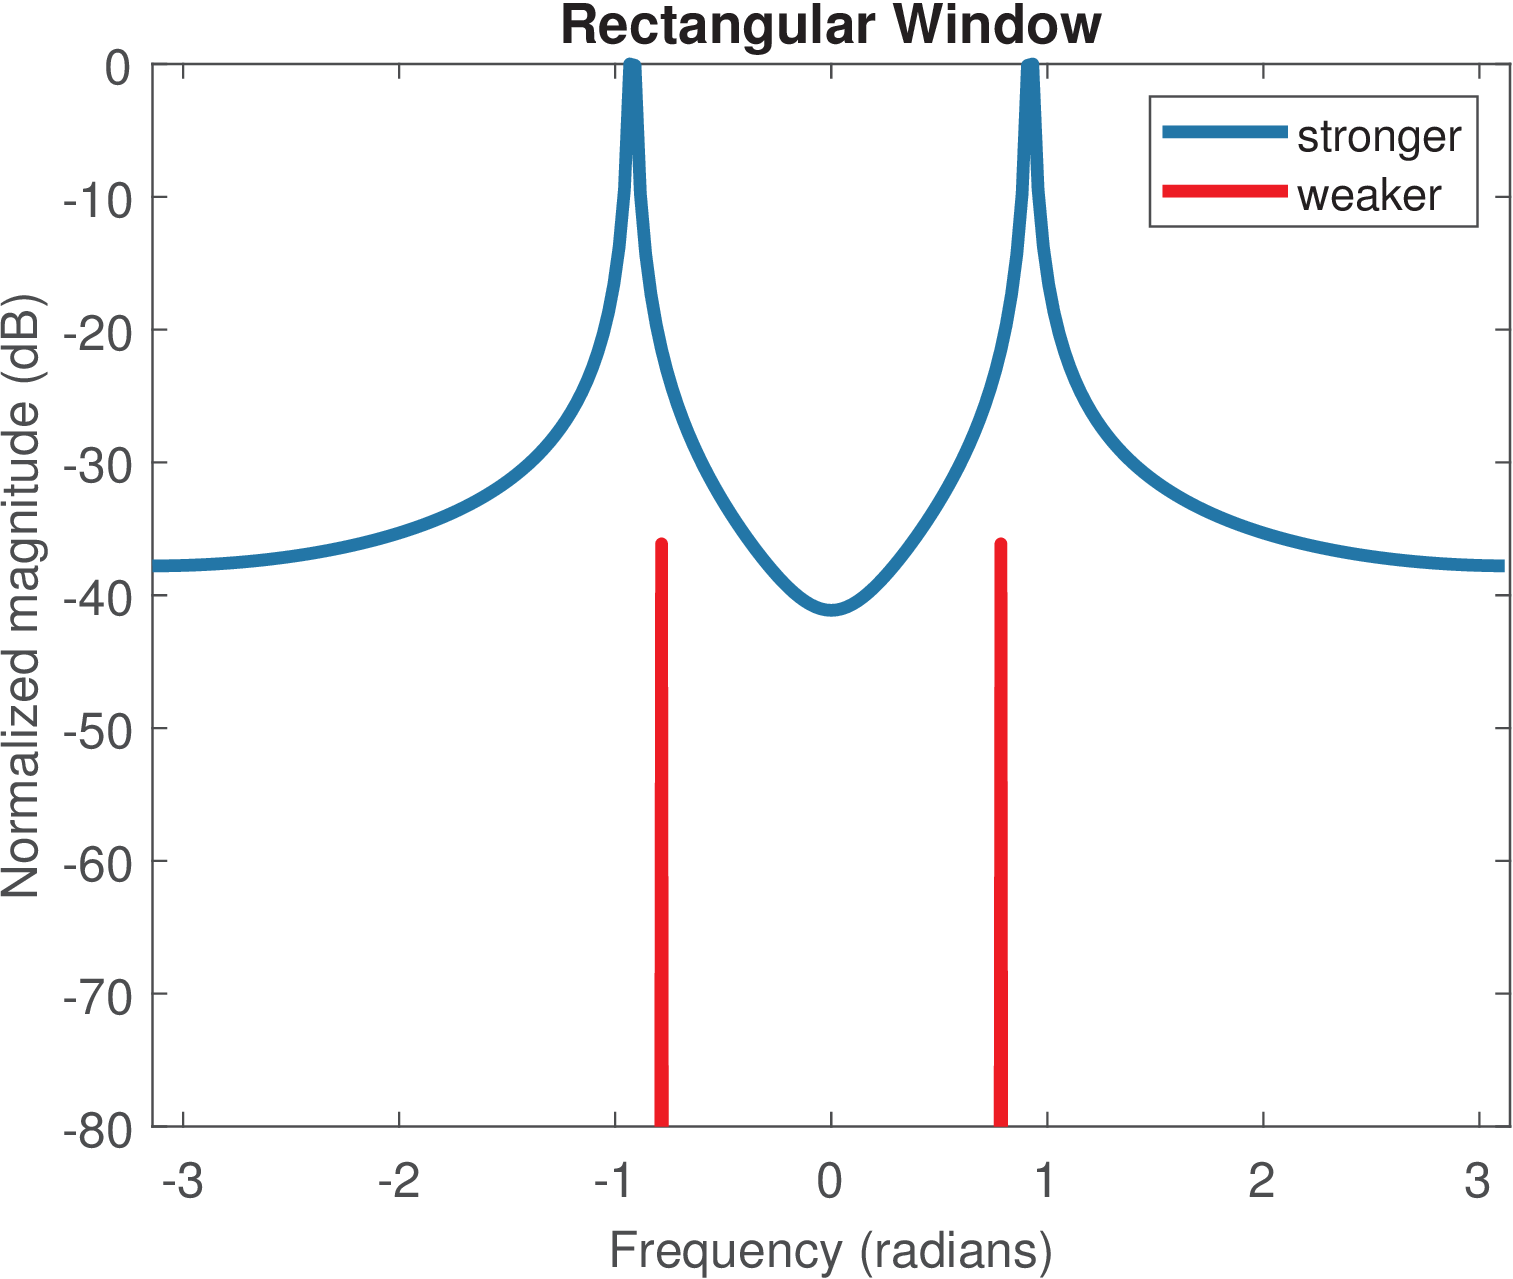 Rectangular Window
stronger
weaker
0
-10
-20
-30
-40
-50
-60
-70
-80
Normalized magnitude (dB)
-3 -2 -1 0 1 2 3
Frequency (radians)